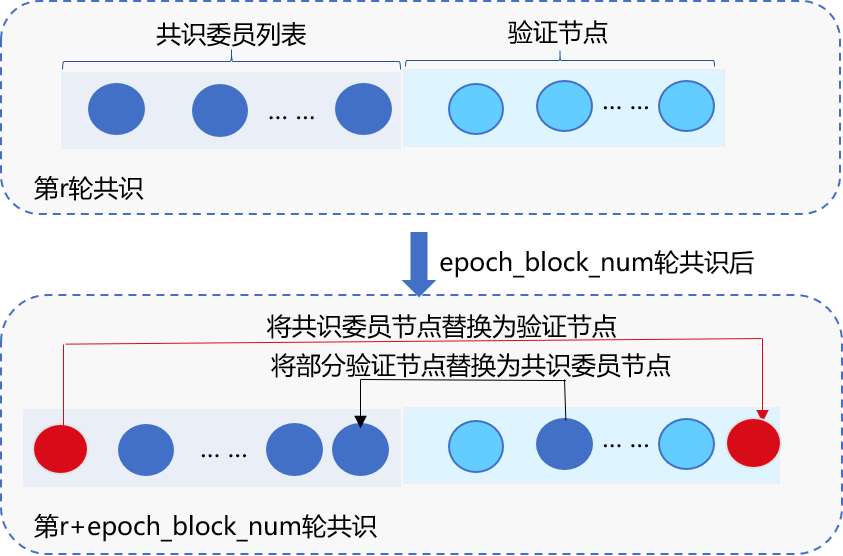 共识委员列表
验证节点
... ...
... ...
第r轮共识
epoch_block_num轮共识后
将共识委员节点替换为验证节点
将部分验证节点替换为共识委员节点
... ...
... ...
第r+epoch_block_num轮共识